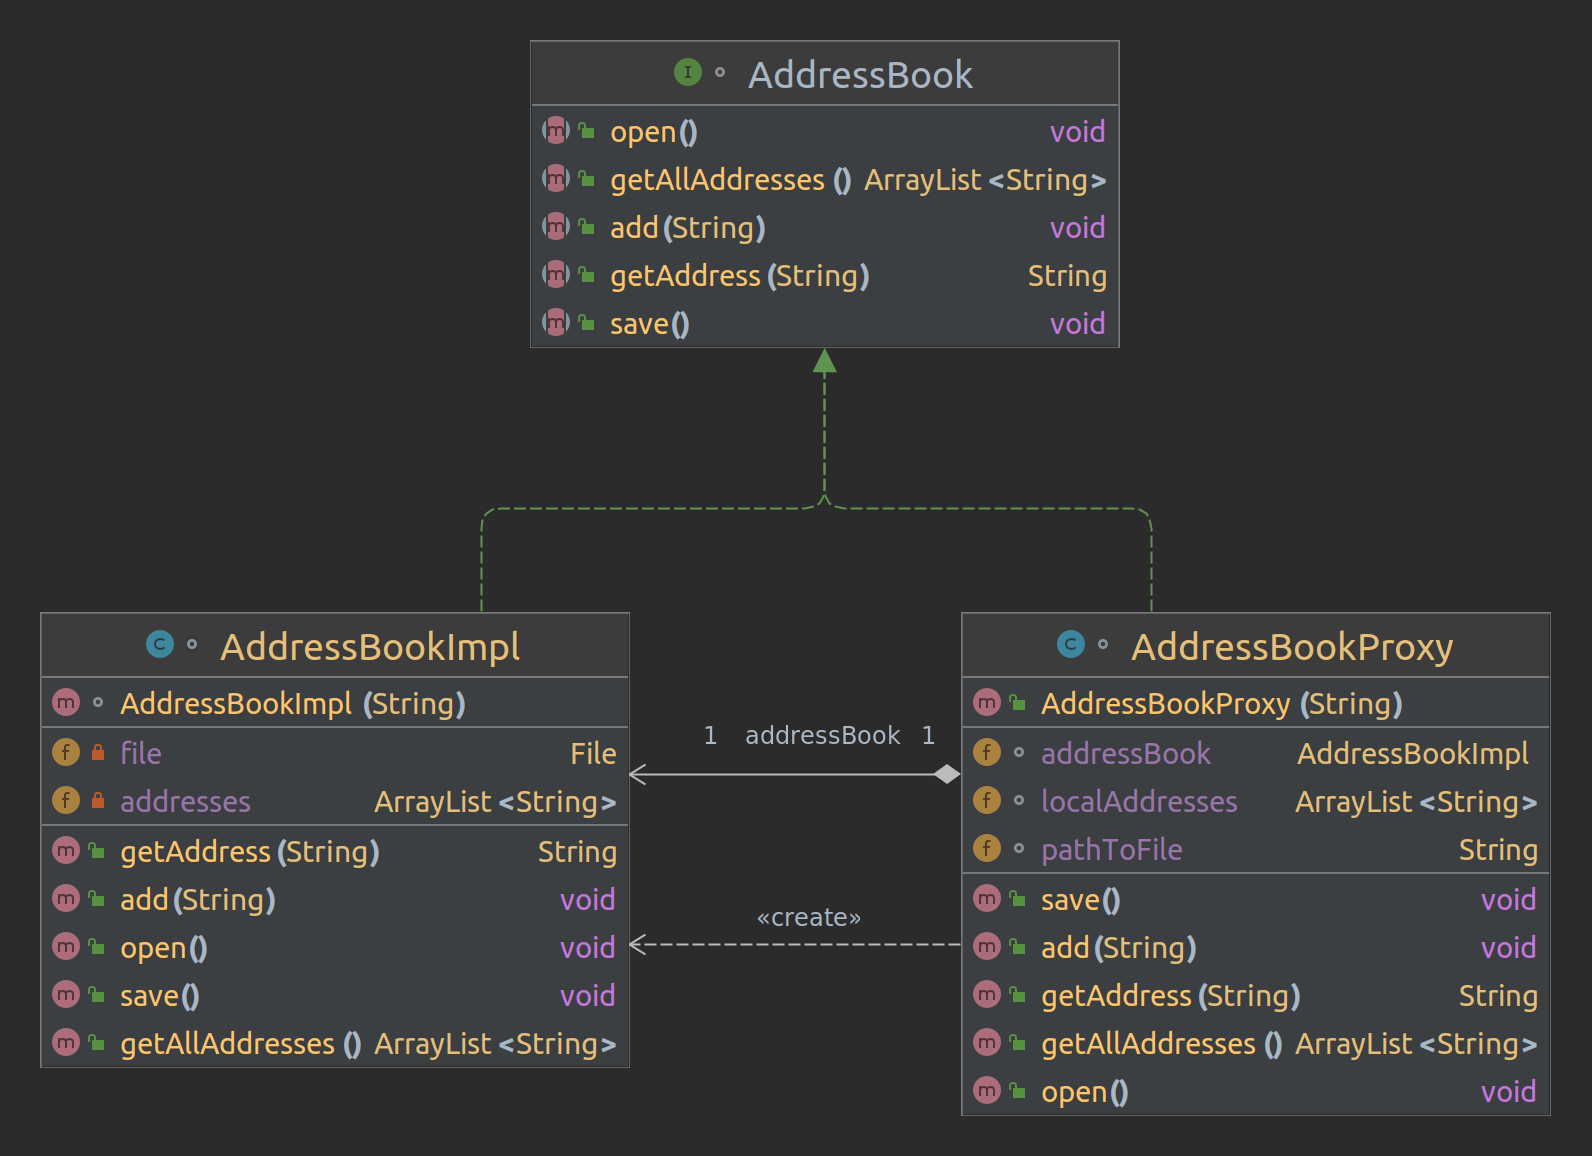 AddressBook
open() void
getAllAddresses () ArrayList <String>
add(String) void
getAddress (String) String
save() void
AddressBookImpl
AddressBookImpl (String)
file File
addresses ArrayList <String>
getAddress (String) String
add(String) void
open() void
save() void
getAllAddresses () ArrayList <String>
1 addressBook 1
«create»
AddressBookProxy
AddressBookProxy (String)
addressBook AddressBookImpl
localAddresses ArrayList <String>
pathToFile String
save() void
add(String) void
getAddress (String) String
getAllAddresses () ArrayList <String>
open() void